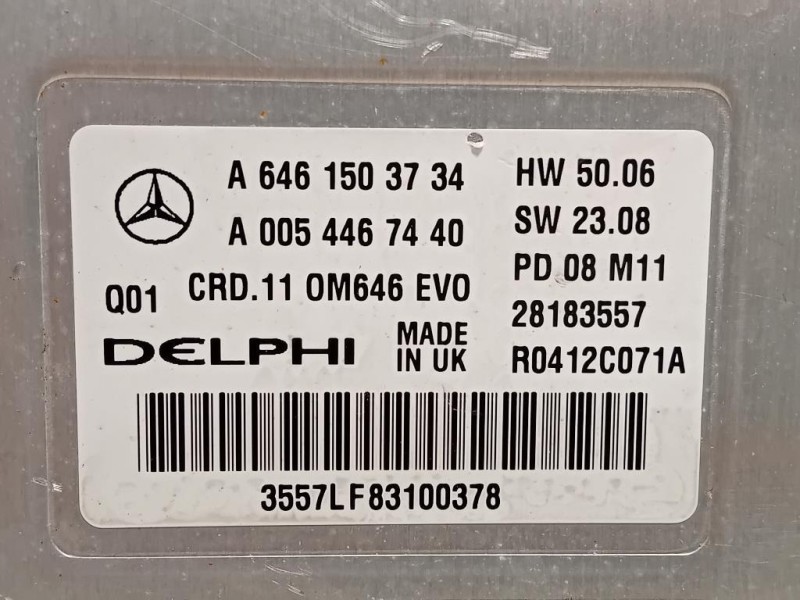 A 646 150 37 34
A 005 446 74 40
Q01 CRD.11 OM646 EVO
DELPHI MADE IN UK
HW 50.06
SW 23.08
PD 08 M11
28183557
R0412C071A
3557LF83100378